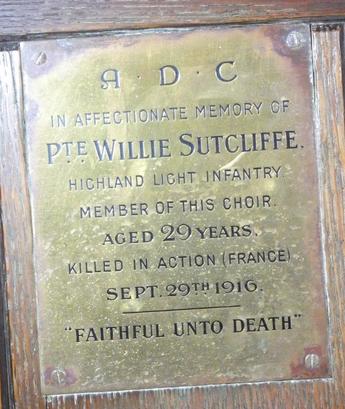 A · D · C
IN AFFECTIONATE MEMORY OF
PTE WILLIE SUTCLIFFE.
HIGHLAND LIGHT INFANTRY.
MEMBER OF THIS CHOIR.
AGED 29 YEARS.
KILLED IN ACTION (FRANCE)
SEPT. 29TH 1916.
"FAITHFUL UNTO DEATH"